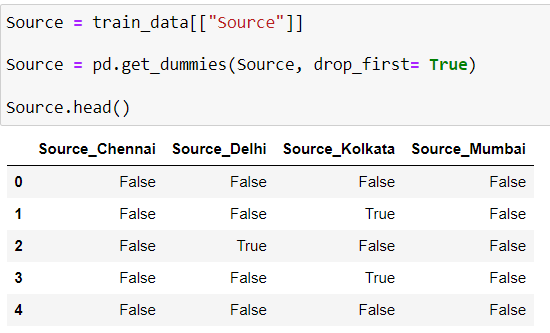 Source = train_data[["Source"]]
Source = pd.get_dummies(Source, drop_first= True)
Source.head()
Source_Chennai Source_Delhi Source_Kolkata Source_Mumbai
0 False False False False
1 False False True False
2 False True False False
3 False False True False
4 False False False False